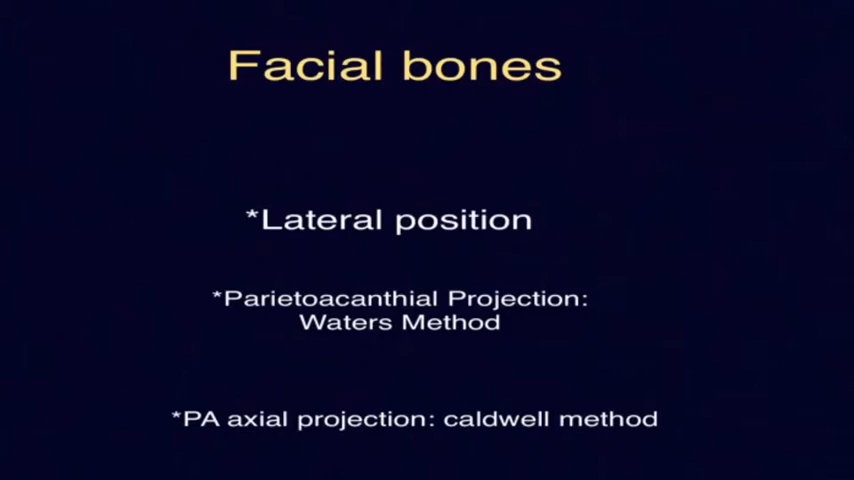 Facial bones
*Lateral position
*Parietoacanthial Projection:
Waters Method
*PA axial projection: caldwell method